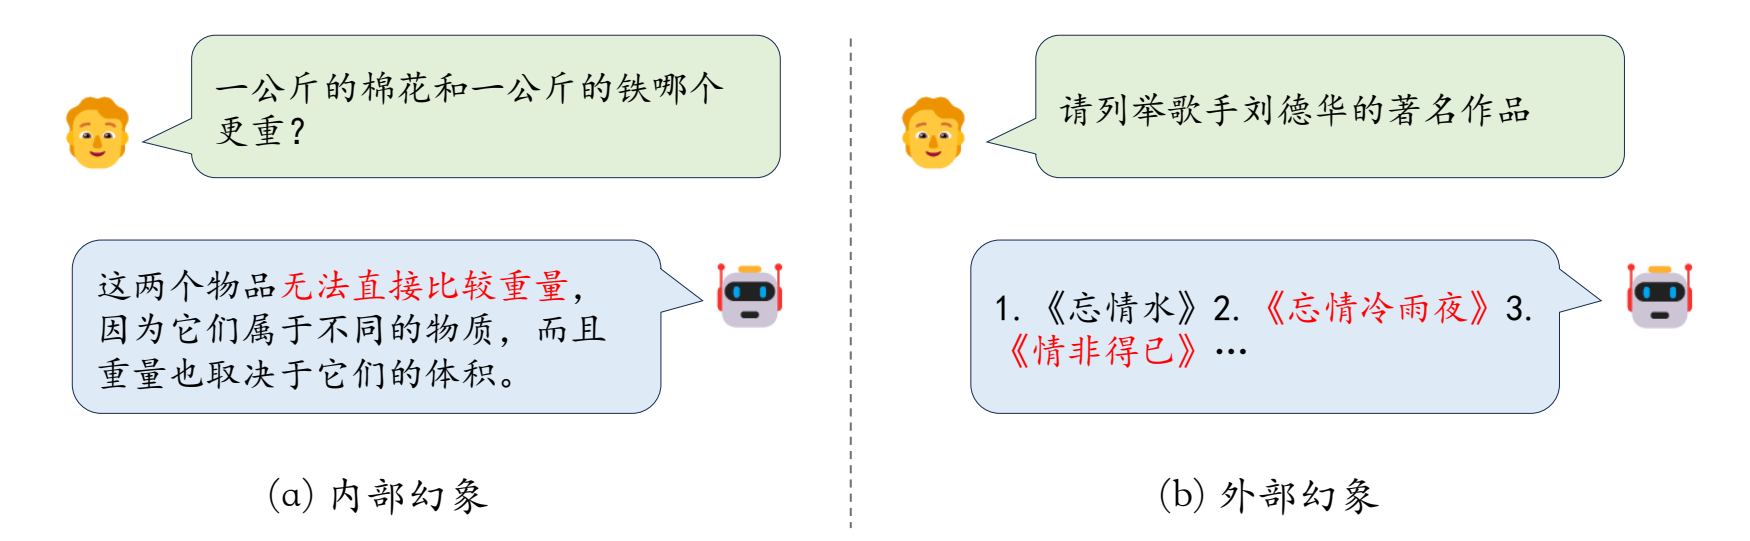 一公斤的棉花和一公斤的铁哪个
更重？
这两个物品无法直接比较重量，
因为它们属于不同的物质，而且
重量也取决于它们的体积。
(a) 内部幻象
请列举歌手刘德华的著名作品
1. 《忘情水》2. 《忘情冷雨夜》3.
《情非得已》…
(b) 外部幻象